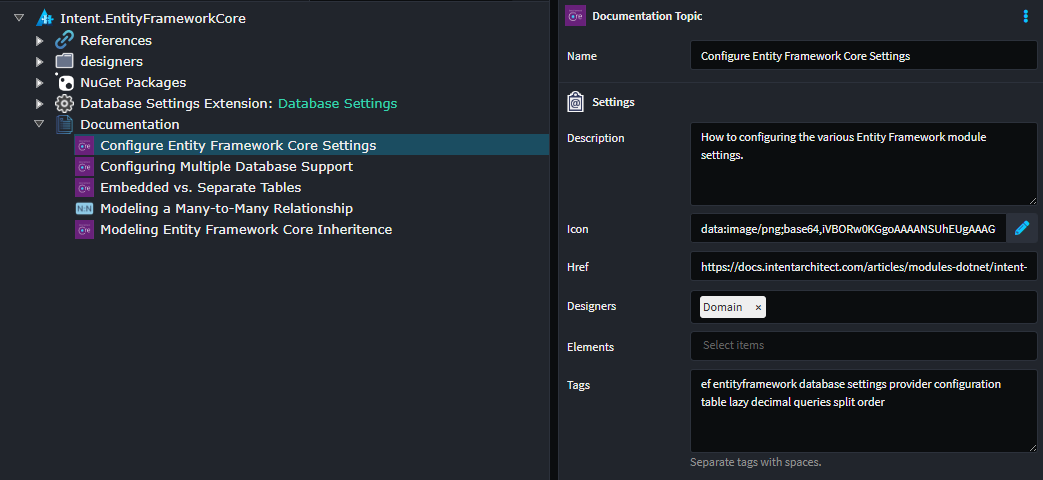 Intent.EntityFrameworkCore
References
designers
NuGet Packages
Database Settings Extension: Database Settings
Documentation
Configure Entity Framework Core Settings
Configuring Multiple Database Support
Embedded vs. Separate Tables
N:N Modeling a Many-to-Many Relationship
Modeling Entity Framework Core Inheritence
Documentation Topic
Name
Configure Entity Framework Core Settings
Settings
Description
How to configuring the various Entity Framework module
settings.
Icon
data:image/png;base64,iVBORw0KGgoAAAANSUhEUgAAAG
Href
https://docs.intentarchitect.com/articles/modules-dotnet/intent-
Designers
Domain ×
Elements
Select items
Tags
ef entityframework database settings provider configuration
table lazy decimal queries split order
Separate tags with spaces.